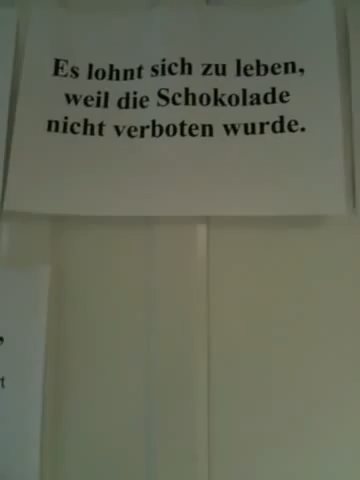 Es lohnt sich zu leben,
weil die Schokolade
nicht verboten wurde.